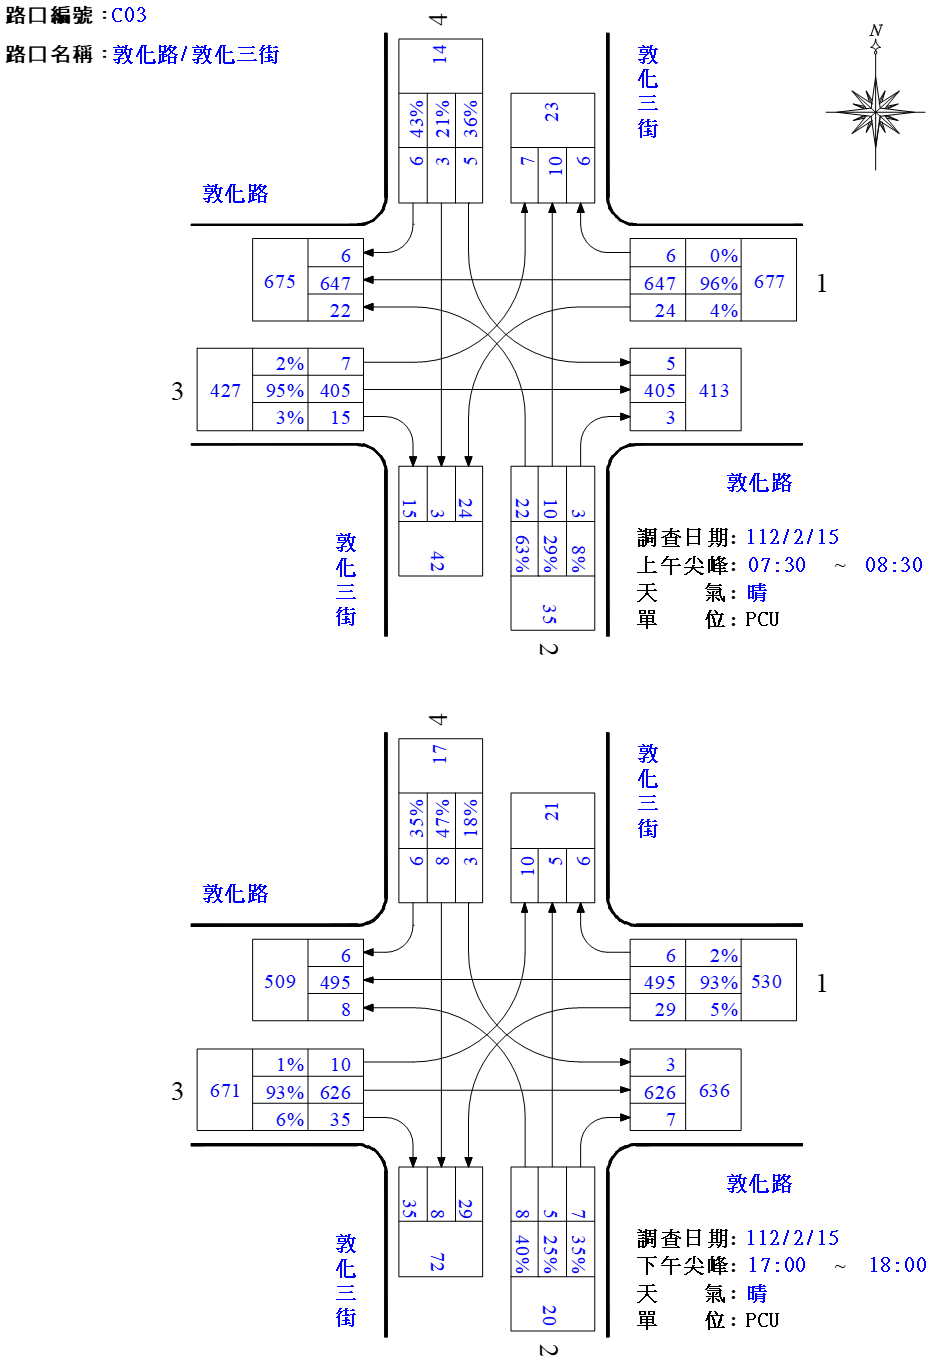 路口編號：C03
路口名稱：敦化路/敦化三街
N
4
14
43% 21% 36%
6 3 5
23
7 10 6
敦化三街
敦化路
675
6
647
22
6 0%
647 96% 677
24 4%
1
3
2% 7
427 95% 405
3% 15
5
405 413
3
15 3 24
42
22 10 3
63% 29% 8%
35
2
敦化三街
敦化路
調查日期：112/2/15
上午尖峰：07:30 ~ 08:30
天 氣：晴
單 位：PCU
4
17
35% 47% 18%
6 8 3
21
10 5 6
敦化三街
敦化路
6
509 495
8
6 2%
495 93% 530
29 5%
1
3
1% 10
671 93% 626
6% 35
3
626 636
7
35 8 29
72
8 5 7
40% 25% 35%
20
2
敦化三街
敦化路
調查日期：112/2/15
下午尖峰：17:00 ~ 18:00
天 氣：晴
單 位：PCU